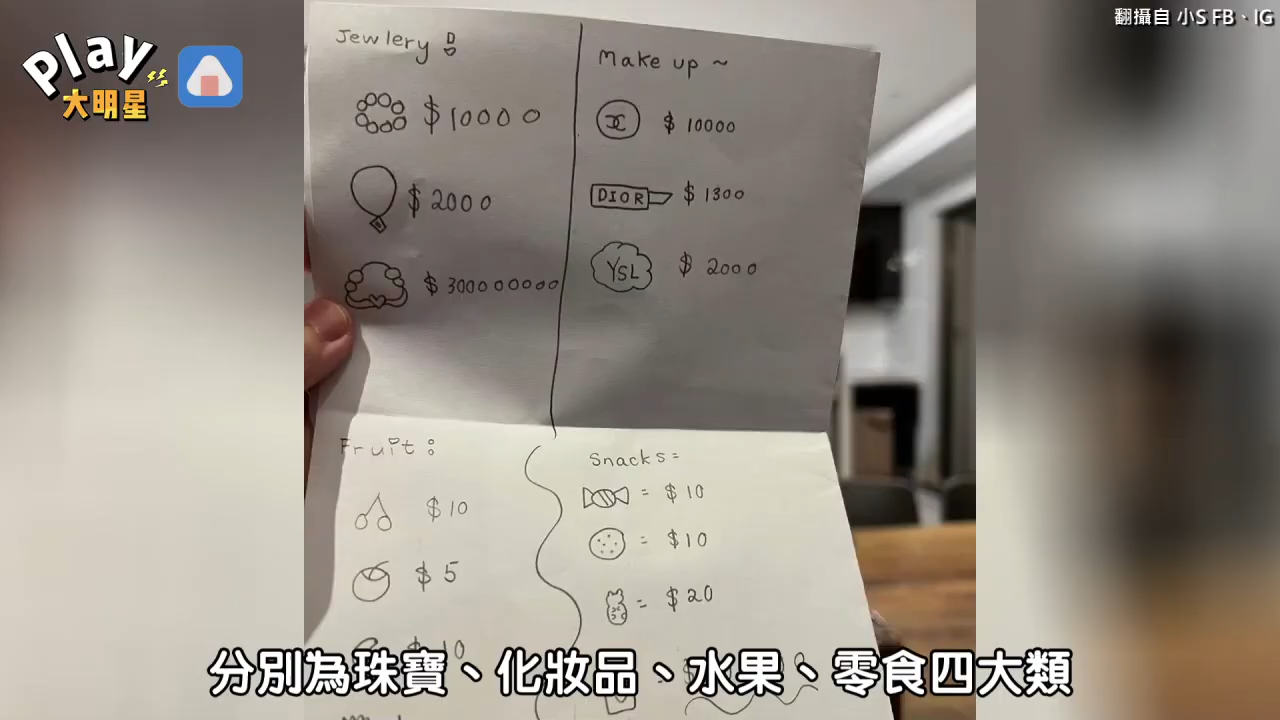 翻攝自 小S FB、IG
Play
大明星
Jewlery
$10000
$2000
$300000000
Make up ~
$10000
DIOR $1300
YSL $2000
Fruit:
$10
$5
$10
Snacks=
= $10
= $10
= $20
分別為珠寶、化妝品、水果、零食四大類